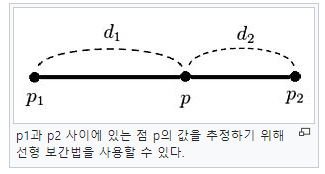 d₁ d₂
p₁ p p₂
p1과 p2 사이에 있는 점 p의 값을 추정하기 위해
선형 보간법을 사용할 수 있다.